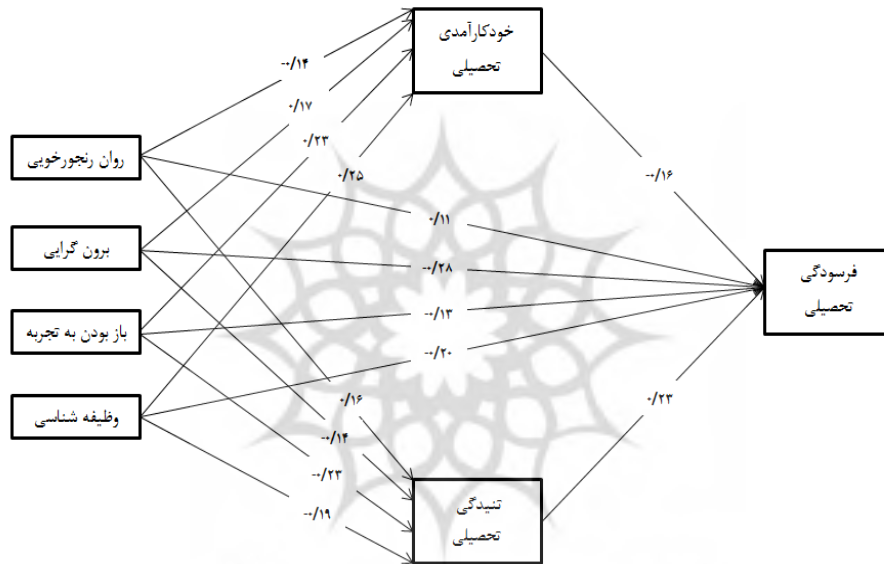 خودکارآمدی
تحصیلی
-۰/۱۴
۰/۱۷
۰/۲۳
۰/۲۵
-۰/۱۶
روان رنجورخویی
۰/۱۱
برون گرایی
-۰/۲۸
فرسودگی
تحصیلی
باز بودن به تجربه
-۰/۱۳
-۰/۲۰
وظیفه شناسی
۰/۱۶
۰/۲۳
-۰/۱۴
-۰/۲۳
-۰/۱۹
تنیدگی
تحصیلی